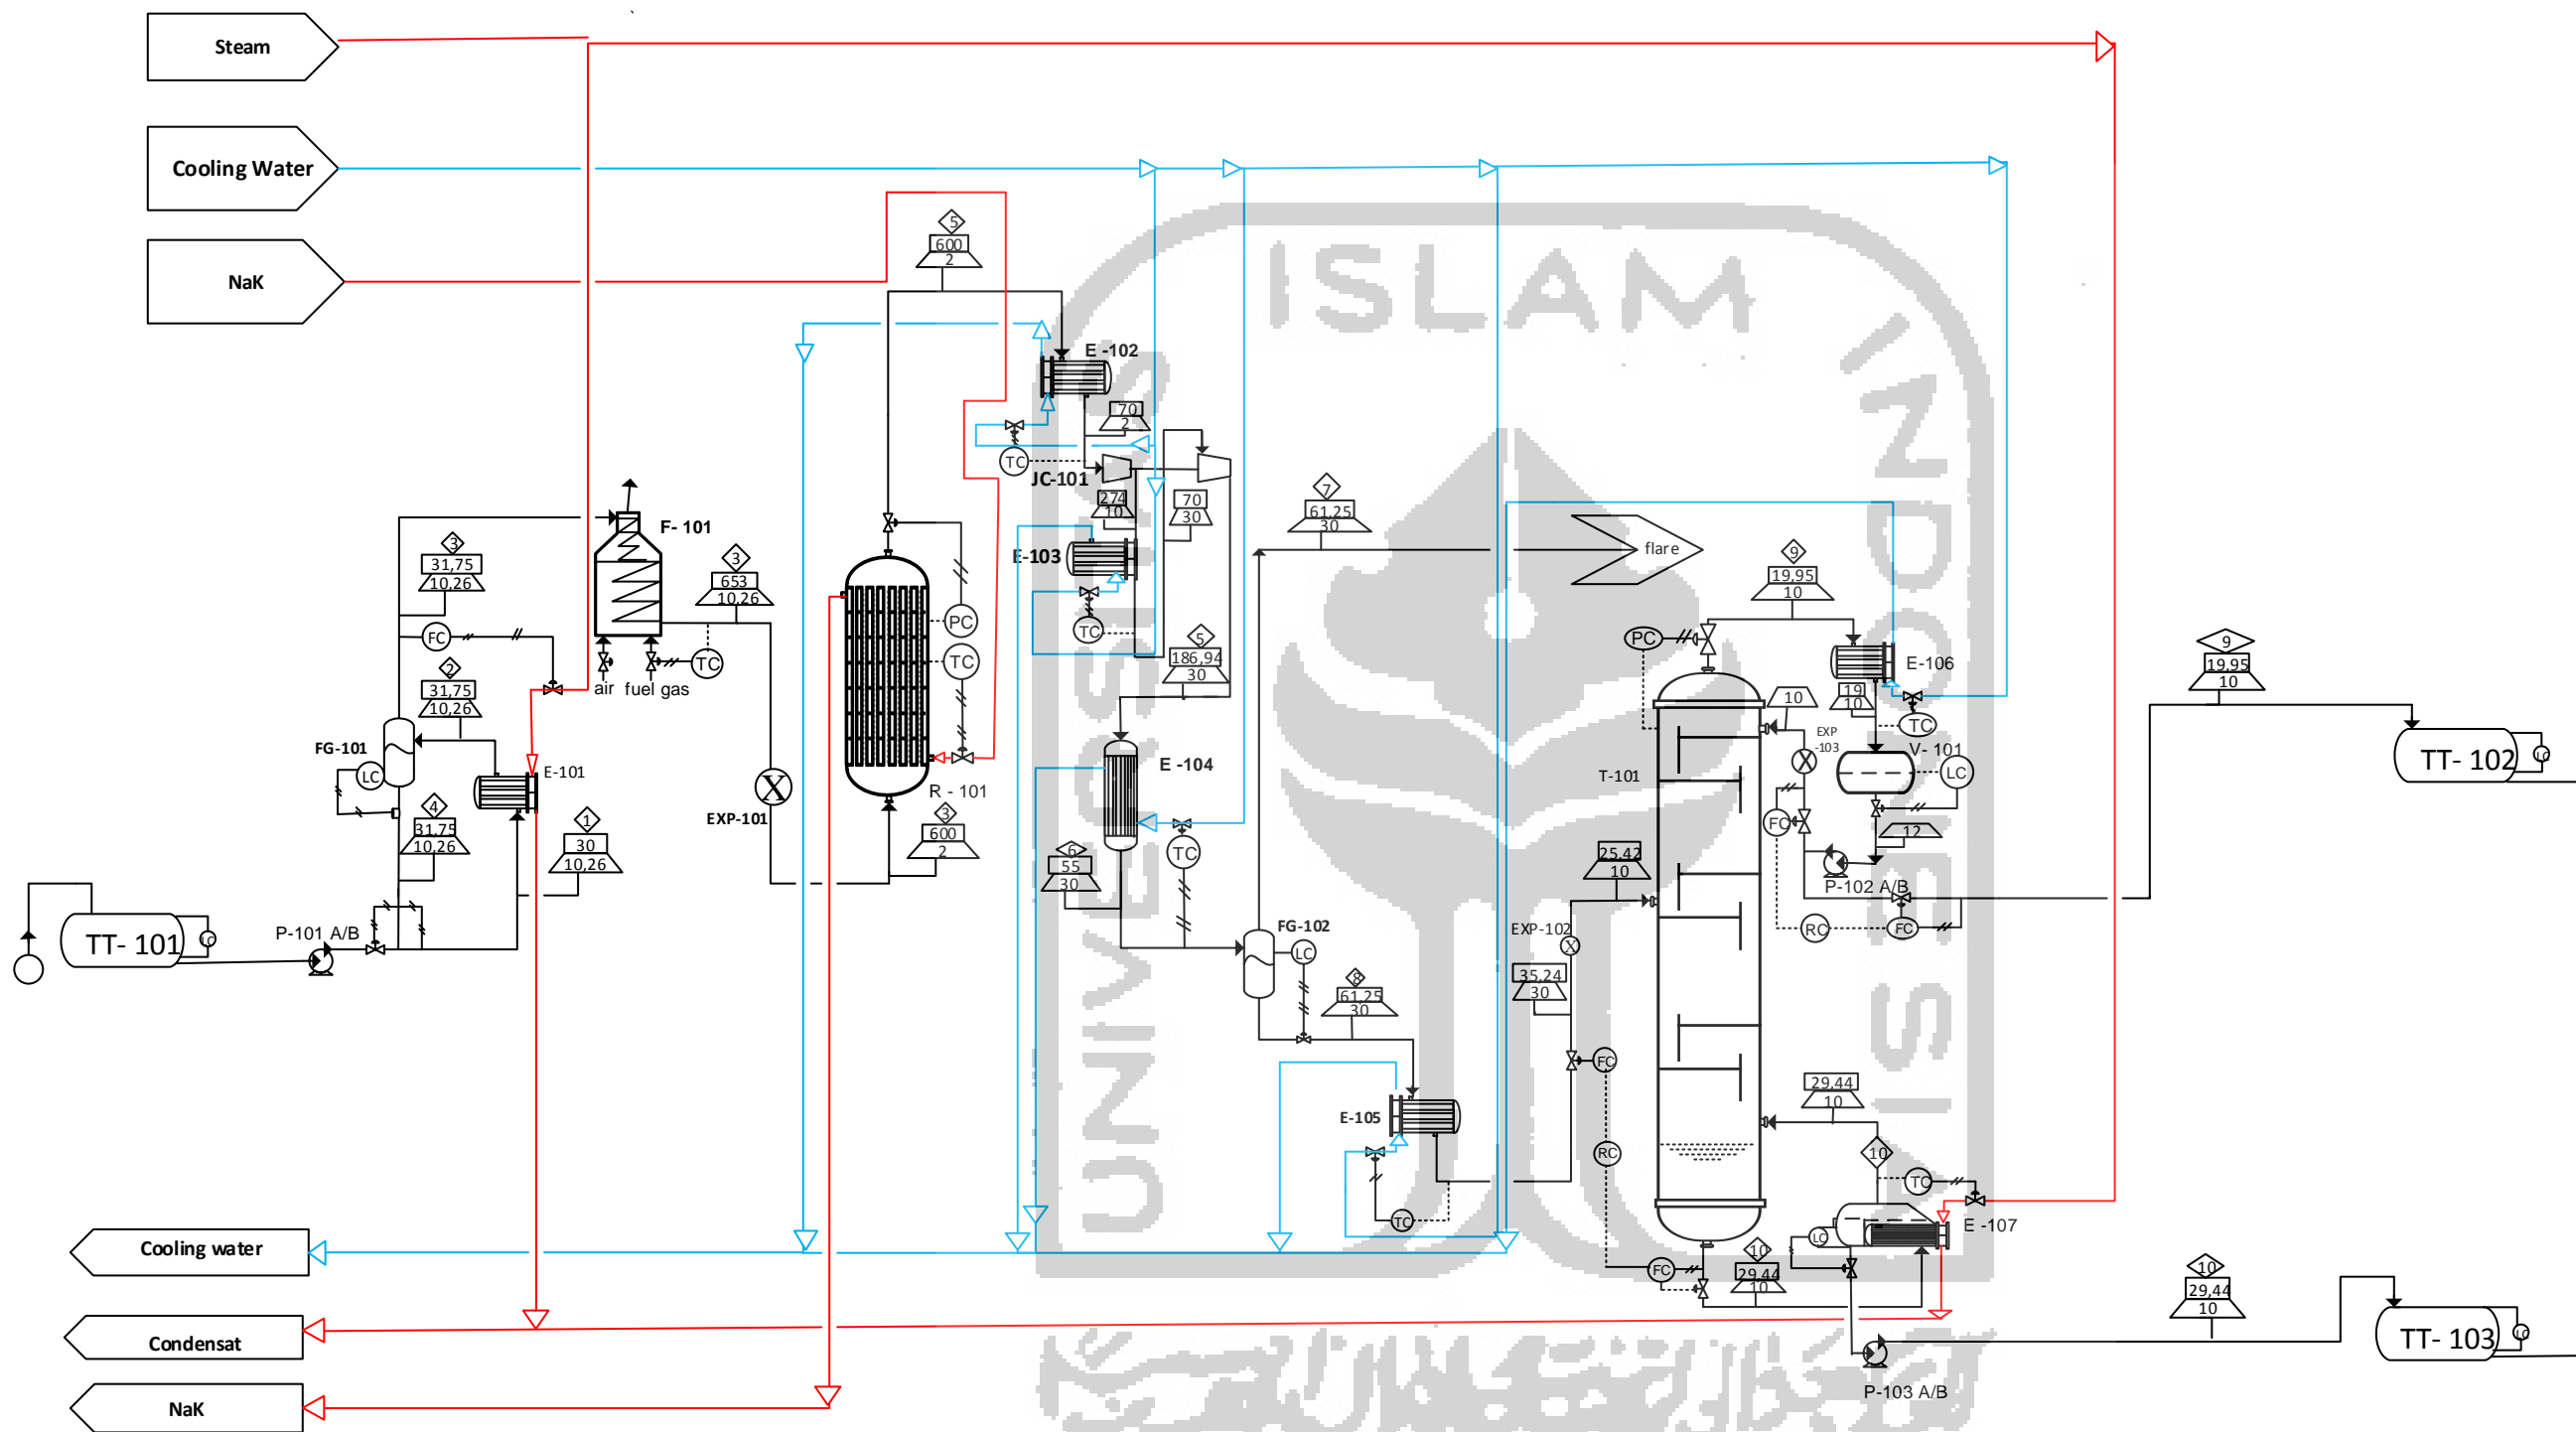 Steam
Cooling Water
NaK
5
600
2
E -102
70
2
TC
JC-101
274
10
70
30
E-103
TC
5
186,94
30
F- 101
3
31,75
10,26
3
653
10,26
FC
TC
air
fuel gas
2
31,75
10,26
FG-101
LC
E-101
4
31,75
10,26
1
30
10,26
P-101 A/B
TT- 101
LC
X
EXP-101
PC
TC
R - 101
3
600
2
E -104
TC
6
55
30
7
61,25
30
flare
FG-102
LC
8
61,25
30
E-105
TC
9
19,95
10
PC
E-106
19
10
TC
10
EXP
-103
X
V- 101
LC
T-101
FC
12
P-102 A/B
RC
FC
25,42
10
EXP-102
X
35,24
30
FC
RC
FC
29,44
10
10
TC
E -107
LC
10
29,44
10
P-103 A/B
9
19,95
10
TT- 102
LC
10
29,44
10
TT- 103
LC
Cooling water
Condensat
NaK
ISLAM
UNIVERSITAS
INDONESIA